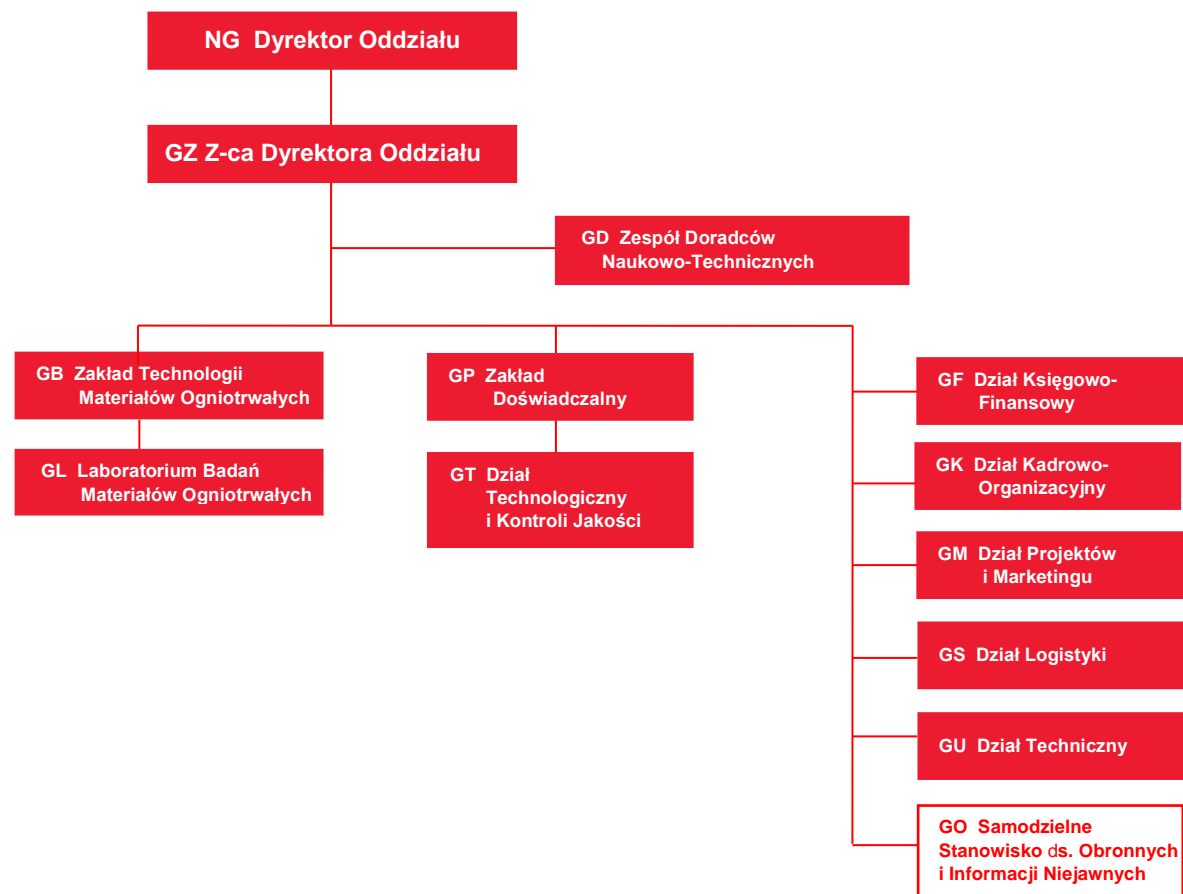 NG Dyrektor Oddziału
GZ Z-ca Dyrektora Oddziału
GD Zespół Doradców
Naukowo-Technicznych
GB Zakład Technologii
Materiałów Ogniotrwałych
GL Laboratorium Badań
Materiałów Ogniotrwałych
GP Zakład
Doświadczalny
GT Dział
Technologiczny
i Kontroli Jakości
GF Dział Księgowo-
Finansowy
GK Dział Kadrowo-
Organizacyjny
GM Dział Projektów
i Marketingu
GS Dział Logistyki
GU Dział Techniczny
GO Samodzielne
Stanowisko ds. Obronnych
i Informacji Niejawnych